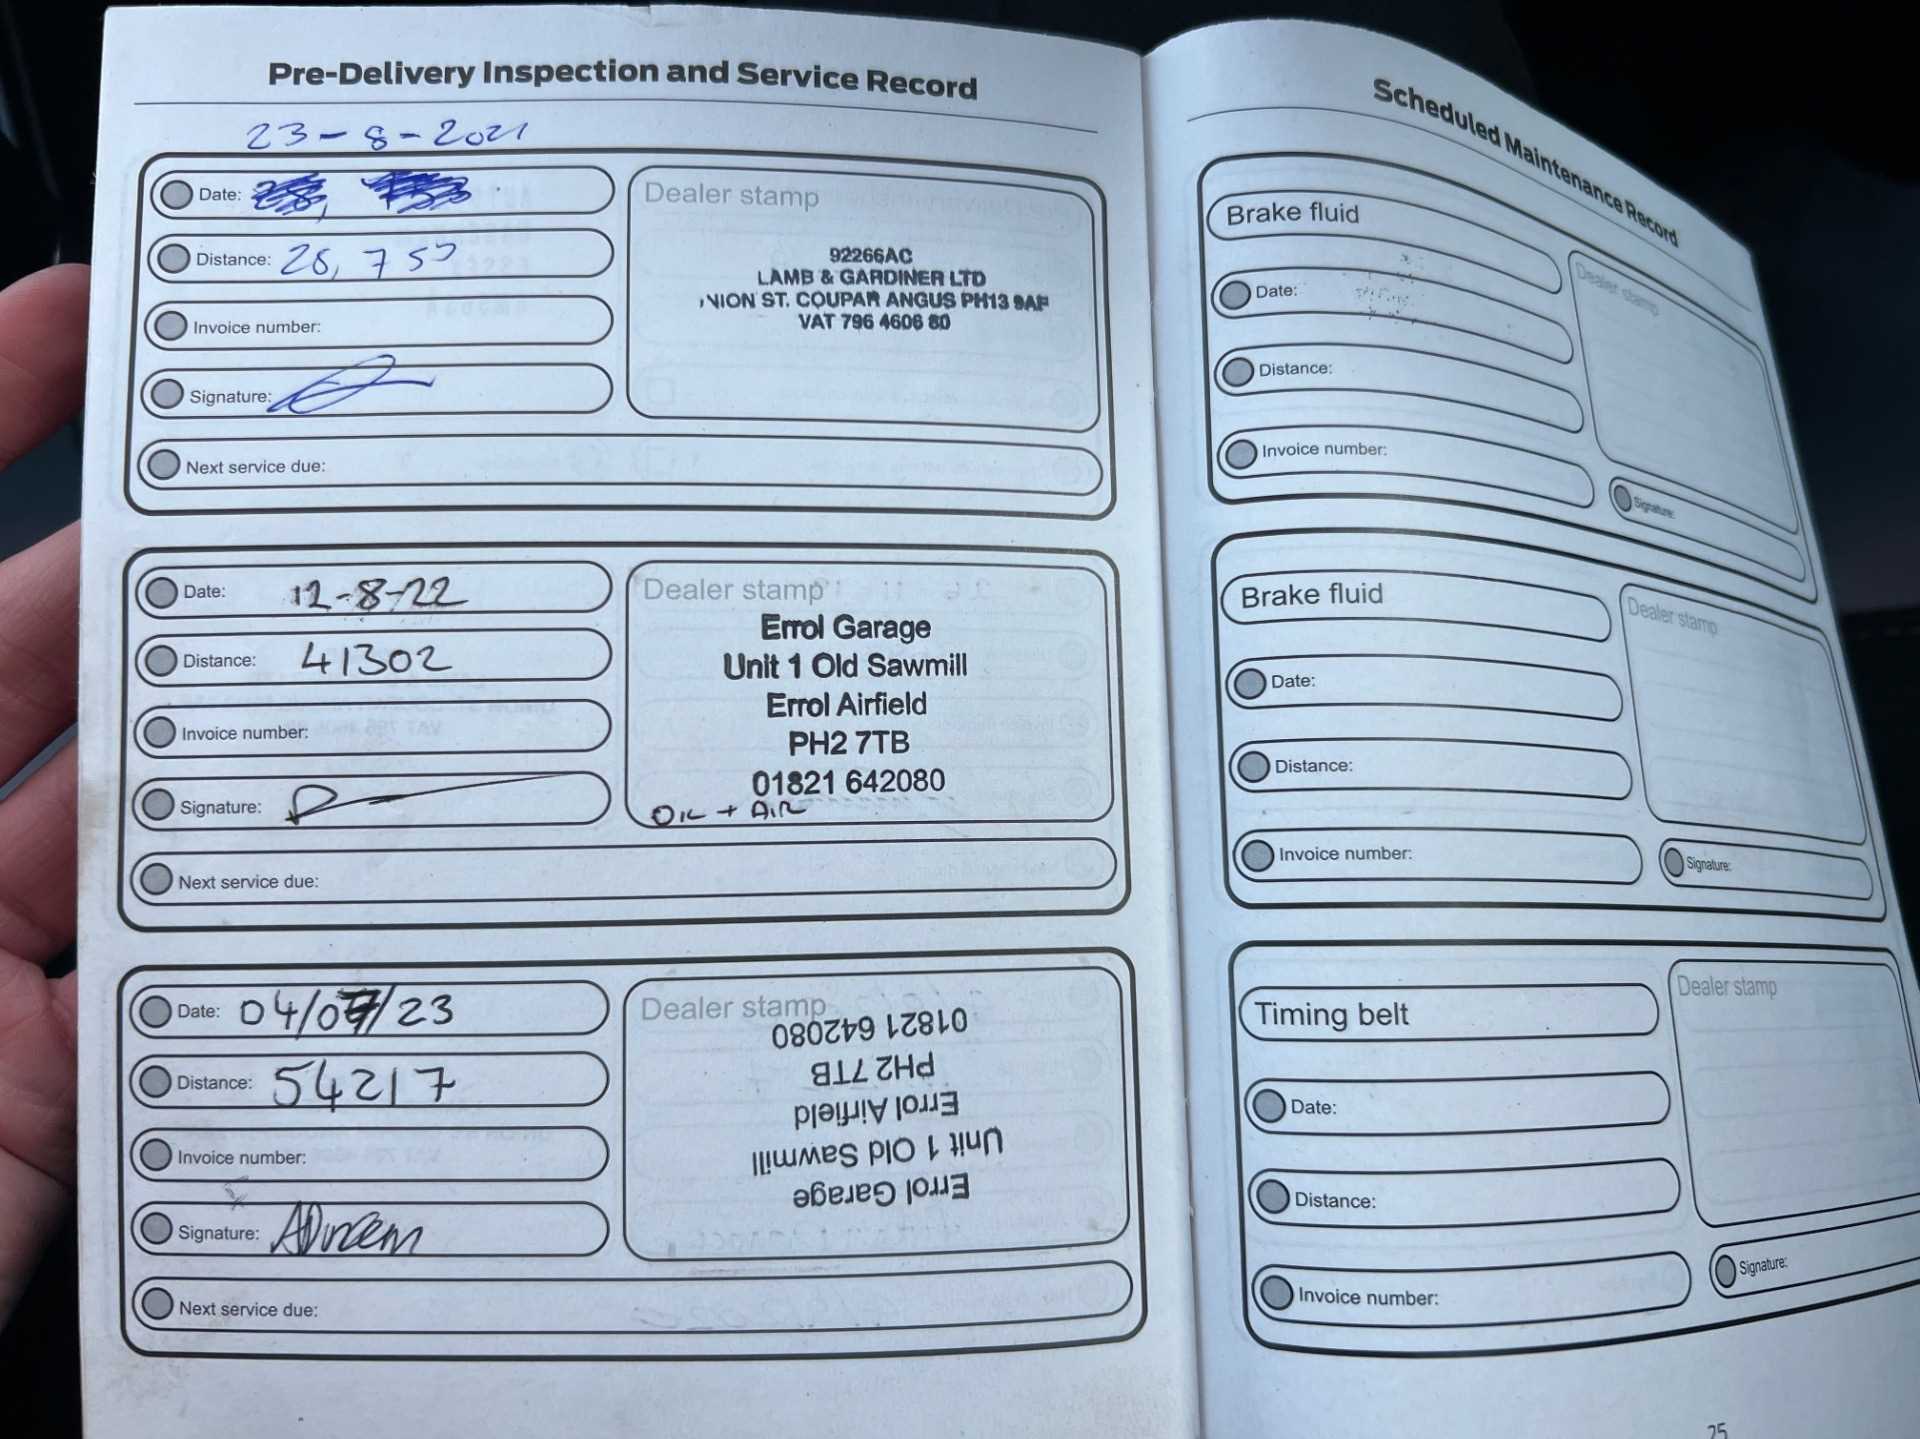 Pre-Delivery Inspection and Service Record
23-8-2021
Date:
Distance: 28,755
Invoice number:
Signature:
Next service due:
Dealer stamp
92266AC
LAMB & GARDINER LTD
NION ST. COUPAR ANGUS PH13 9AP
VAT 796 4606 80
Date: 12-8-22
Distance: 41302
Invoice number:
Signature:
Next service due:
Dealer stamp
Errol Garage
Unit 1 Old Sawmill
Errol Airfield
PH2 7TB
01821 642080
OIL + AIR
Date: 04/07/23
Distance: 54217
Invoice number:
Signature:
Next service due:
Dealer stamp
Errol Garage
Unit 1 Old Sawmill
Errol Airfield
PH2 7TB
01821 642080
Scheduled Maintenance Record
Brake fluid
Date:
Distance:
Invoice number:
Dealer stamp
Signature:
Brake fluid
Date:
Distance:
Invoice number:
Dealer stamp
Signature:
Timing belt
Date:
Distance:
Invoice number:
Dealer stamp
Signature:
25